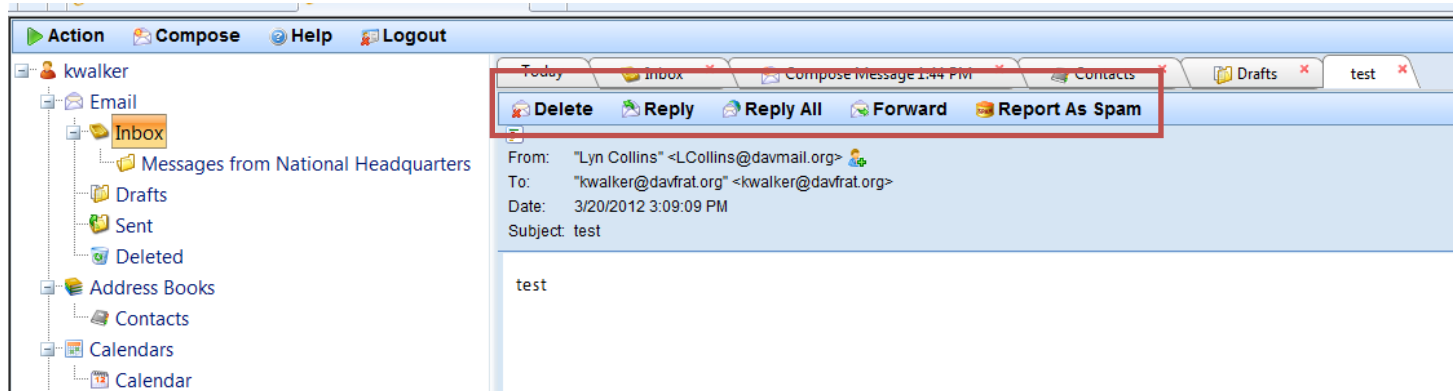 Action Compose Help Logout
kwalker
Email
Inbox
Messages from National Headquarters
Drafts
Sent
Deleted
Address Books
Contacts
Calendars
Calendar
12
Today Inbox Compose Message 1:44 PM Contacts Drafts test
Delete Reply Reply All Forward Report As Spam
From: "Lyn Collins" <LCollins@davmail.org>
To: "kwalker@davfrat.org" <kwalker@davfrat.org>
Date: 3/20/2012 3:09:09 PM
Subject: test
test